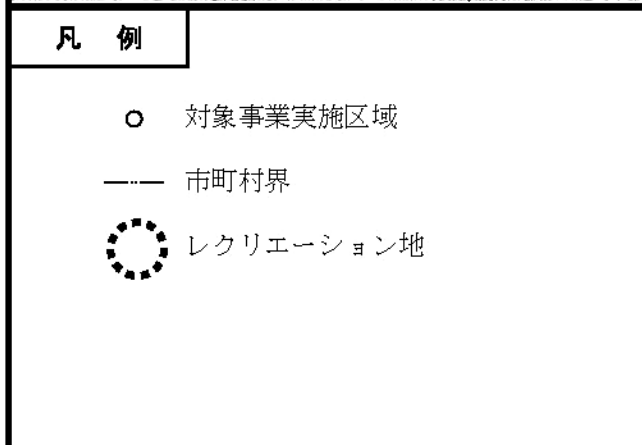 凡 例
対象事業実施区域
市町村界
レクリエーション地